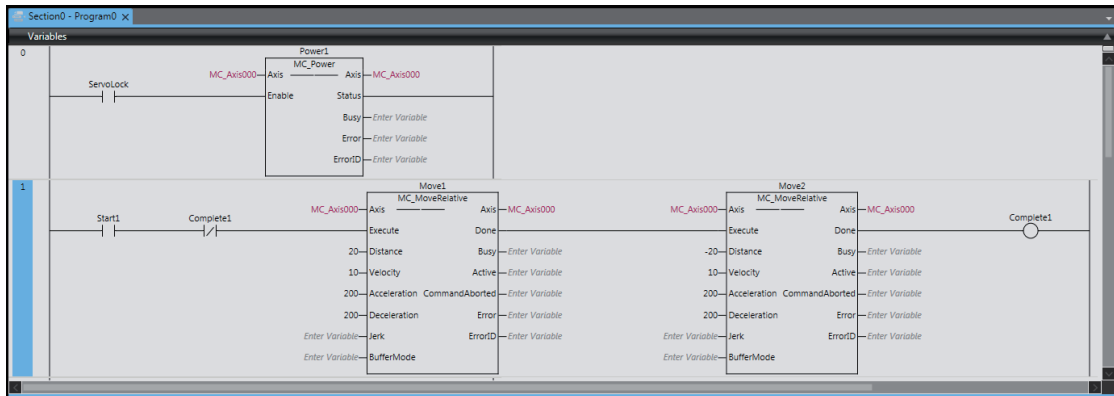 Section0 - Program0 ×
Variables
0
Power1
MC_Power
MC_Axis000 Axis Axis MC_Axis000
ServoLock
Enable Status
Busy Enter Variable
Error Enter Variable
ErrorID Enter Variable
1
Move1 Move2
MC_MoveRelative MC_MoveRelative
MC_Axis000 Axis Axis MC_Axis000 MC_Axis000 Axis Axis MC_Axis000
Start1 Complete1 Complete1
Execute Done Execute Done
20 Distance Busy Enter Variable -20 Distance Busy Enter Variable
10 Velocity Active Enter Variable 10 Velocity Active Enter Variable
200 Acceleration CommandAborted Enter Variable 200 Acceleration CommandAborted Enter Variable
200 Deceleration Error Enter Variable 200 Deceleration Error Enter Variable
Enter Variable Jerk ErrorID Enter Variable Enter Variable Jerk ErrorID Enter Variable
Enter Variable BufferMode Enter Variable BufferMode